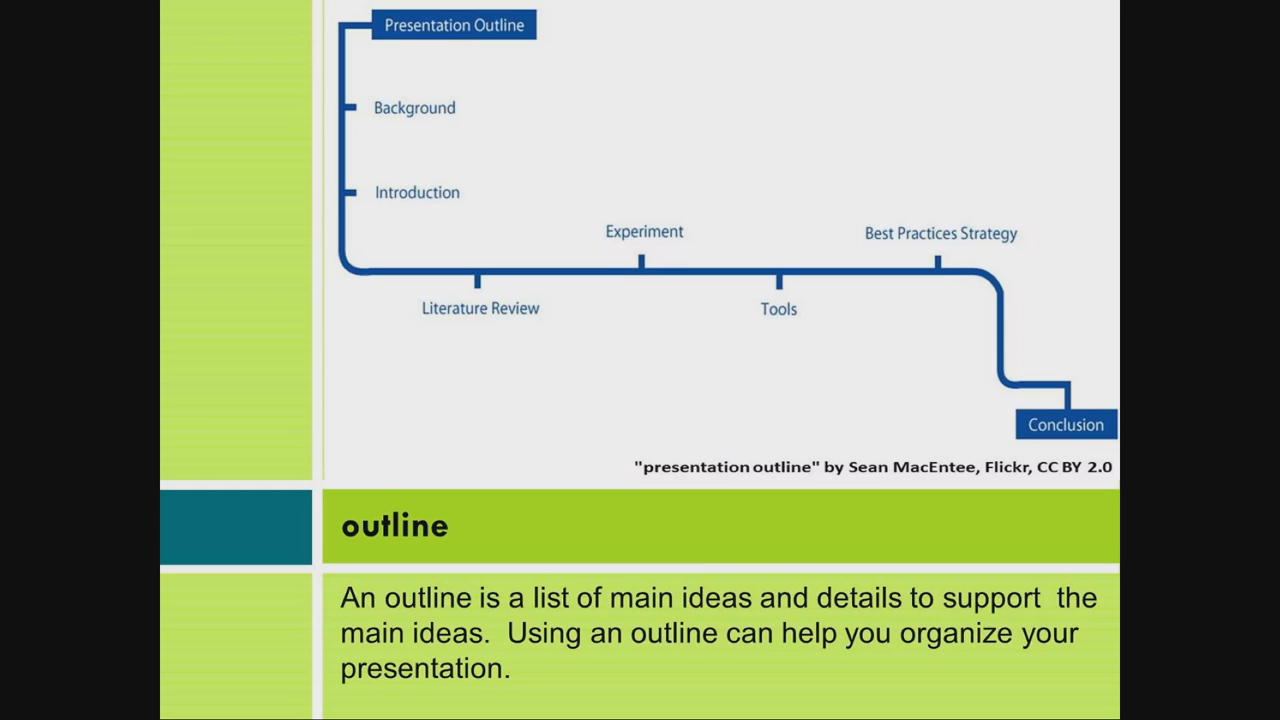 Presentation Outline
Background
Introduction
Experiment
Best Practices Strategy
Literature Review
Tools
Conclusion
"presentation outline" by Sean MacEntee, Flickr, CC BY 2.0
outline
An outline is a list of main ideas and details to support  the
main ideas.  Using an outline can help you organize your
presentation.